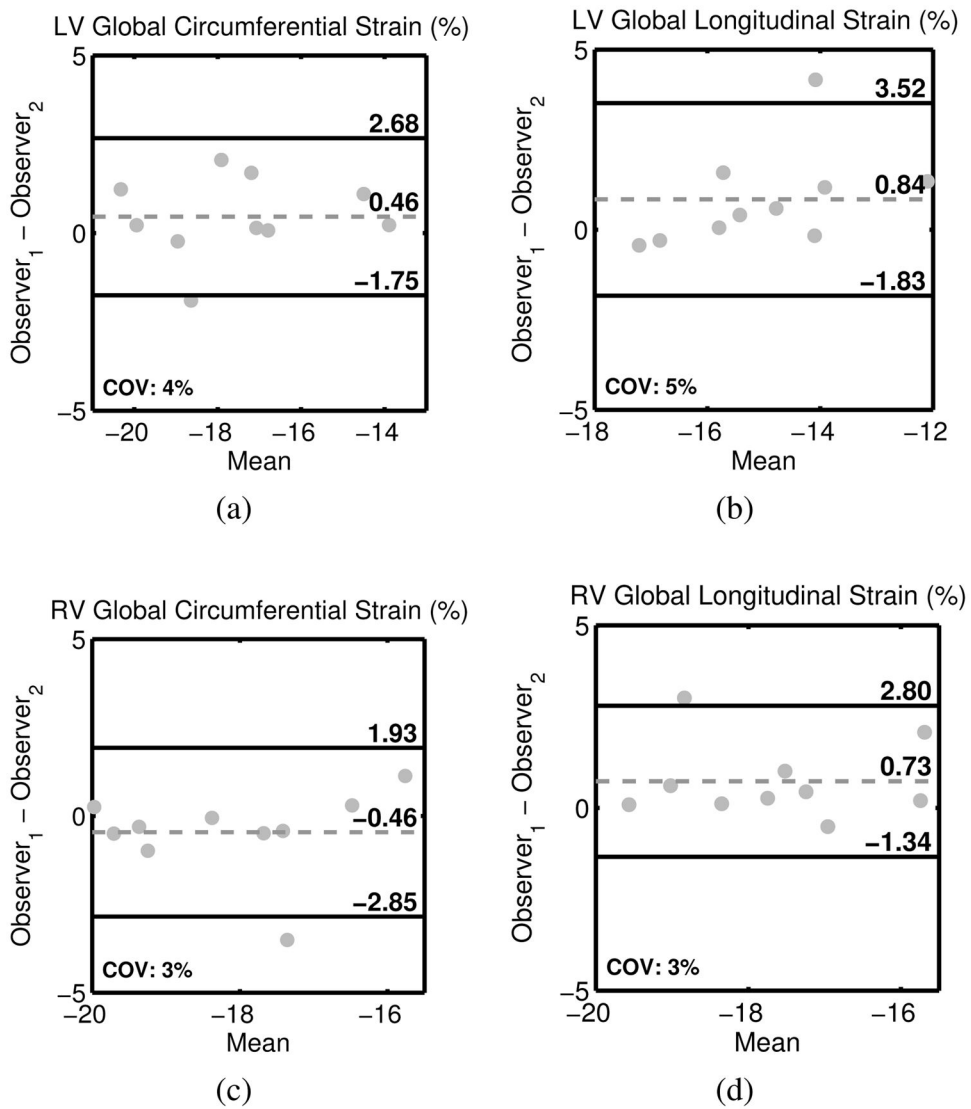 LV Global Circumferential Strain (%)
5
Observer1 − Observer2
2.68
0.46
0
−1.75
COV: 4%
−5
−20 −18 −16 −14
Mean
(a)
LV Global Longitudinal Strain (%)
5
Observer1 − Observer2
3.52
0.84
0
−1.83
COV: 5%
−5
−18 −16 −14 −12
Mean
(b)
RV Global Circumferential Strain (%)
5
Observer1 − Observer2
1.93
0
−0.46
−2.85
COV: 3%
−5
−20 −18 −16
Mean
(c)
RV Global Longitudinal Strain (%)
5
Observer1 − Observer2
2.80
0.73
0
−1.34
COV: 3%
−5
−20 −18 −16
Mean
(d)